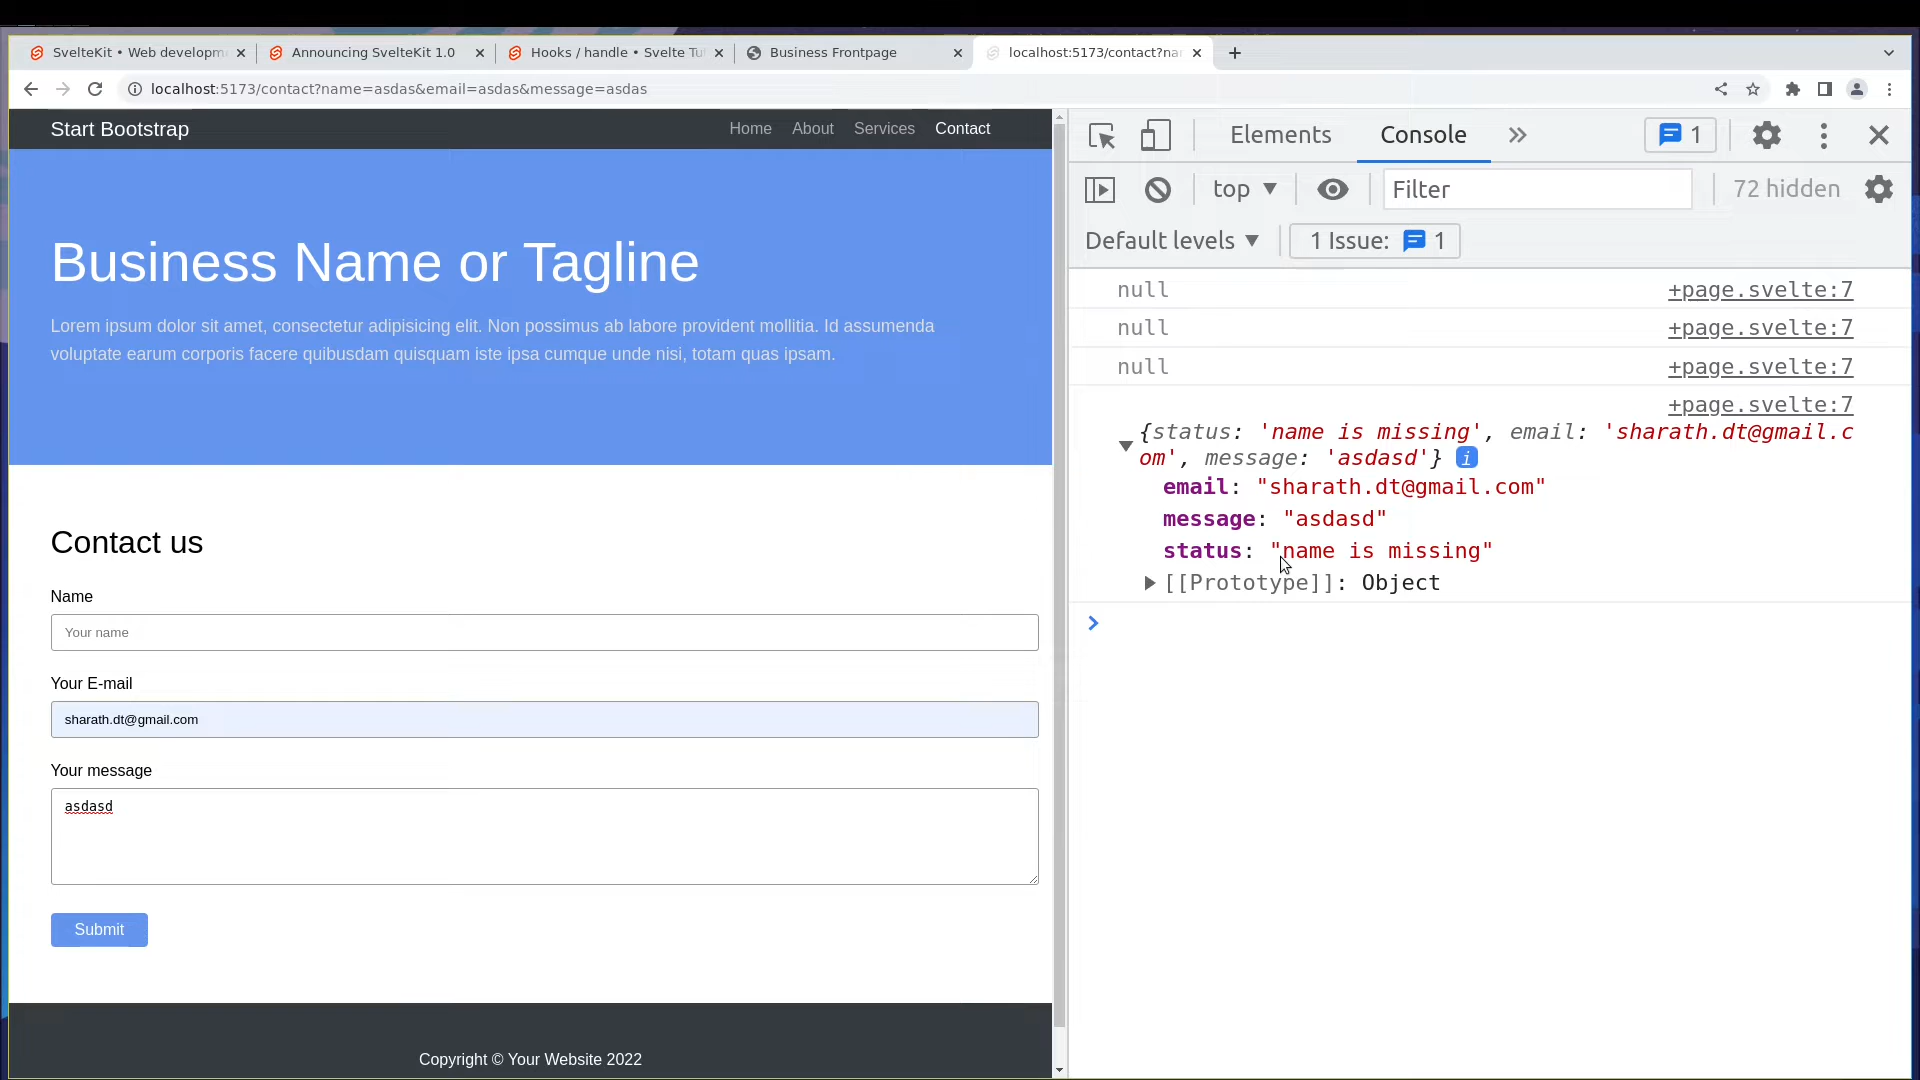 SvelteKit • Web developm
Announcing SvelteKit 1.0
Hooks / handle • Svelte Tu
Business Frontpage
localhost:5173/contact?na
localhost:5173/contact?name=asdas&email=asdas&message=asdas
Start Bootstrap
Home
About
Services
Contact
Business Name or Tagline
Lorem ipsum dolor sit amet, consectetur adipisicing elit. Non possimus ab labore provident mollitia. Id assumenda
voluptate earum corporis facere quibusdam quisquam iste ipsa cumque unde nisi, totam quas ipsam.
Contact us
Name
Your name
Your E-mail
sharath.dt@gmail.com
Your message
asdasd
Submit
Copyright © Your Website 2022
Elements
Console
1
top
Filter
72 hidden
Default levels
1 Issue: 1
null +page.svelte:7
null +page.svelte:7
null +page.svelte:7
+page.svelte:7
{status: 'name is missing', email: 'sharath.dt@gmail.c
om', message: 'asdasd'} i
email: "sharath.dt@gmail.com"
message: "asdasd"
status: "name is missing"
[[Prototype]]: Object